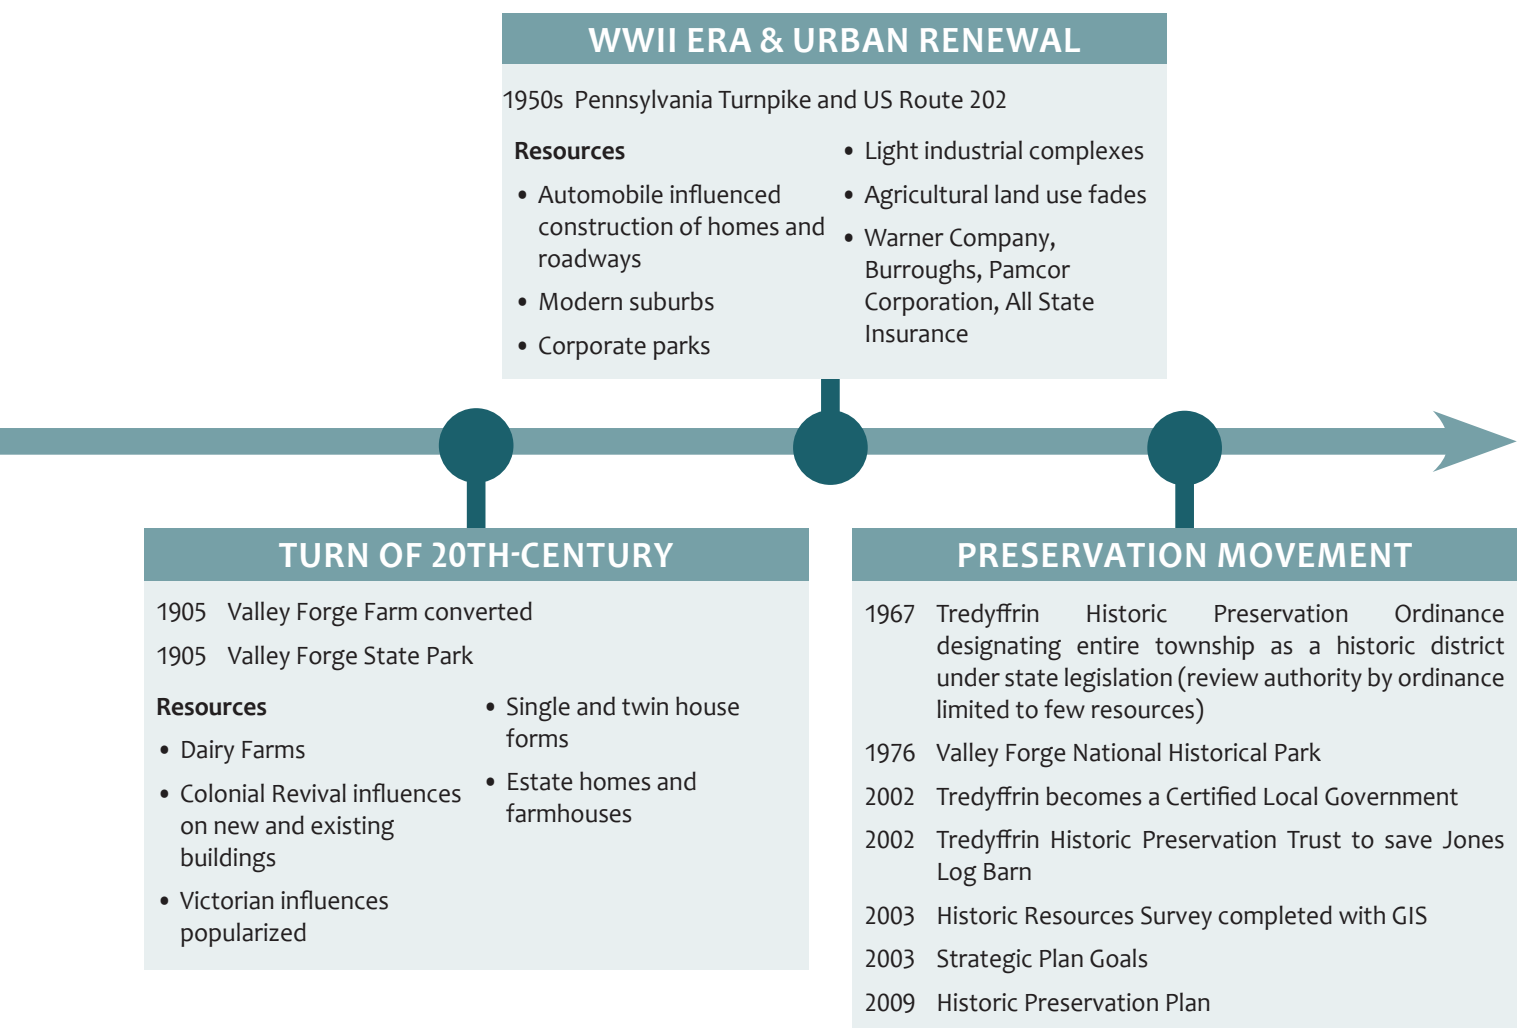 WWII ERA & URBAN RENEWAL
1950s Pennsylvania Turnpike and US Route 202
Resources
• Automobile influenced
construction of homes and
roadways
• Modern suburbs
• Corporate parks
• Light industrial complexes
• Agricultural land use fades
• Warner Company,
Burroughs, Pamcor
Corporation, All State
Insurance
TURN OF 20TH-CENTURY
1905 Valley Forge Farm converted
1905 Valley Forge State Park
Resources
• Dairy Farms
• Colonial Revival influences
on new and existing
buildings
• Victorian influences
popularized
• Single and twin house
forms
• Estate homes and
farmhouses
PRESERVATION MOVEMENT
1967 Tredyffrin Historic Preservation Ordinance
designating entire township as a historic district
under state legislation (review authority by ordinance
limited to few resources)
1976 Valley Forge National Historical Park
2002 Tredyffrin becomes a Certified Local Government
2002 Tredyffrin Historic Preservation Trust to save Jones
Log Barn
2003 Historic Resources Survey completed with GIS
2003 Strategic Plan Goals
2009 Historic Preservation Plan